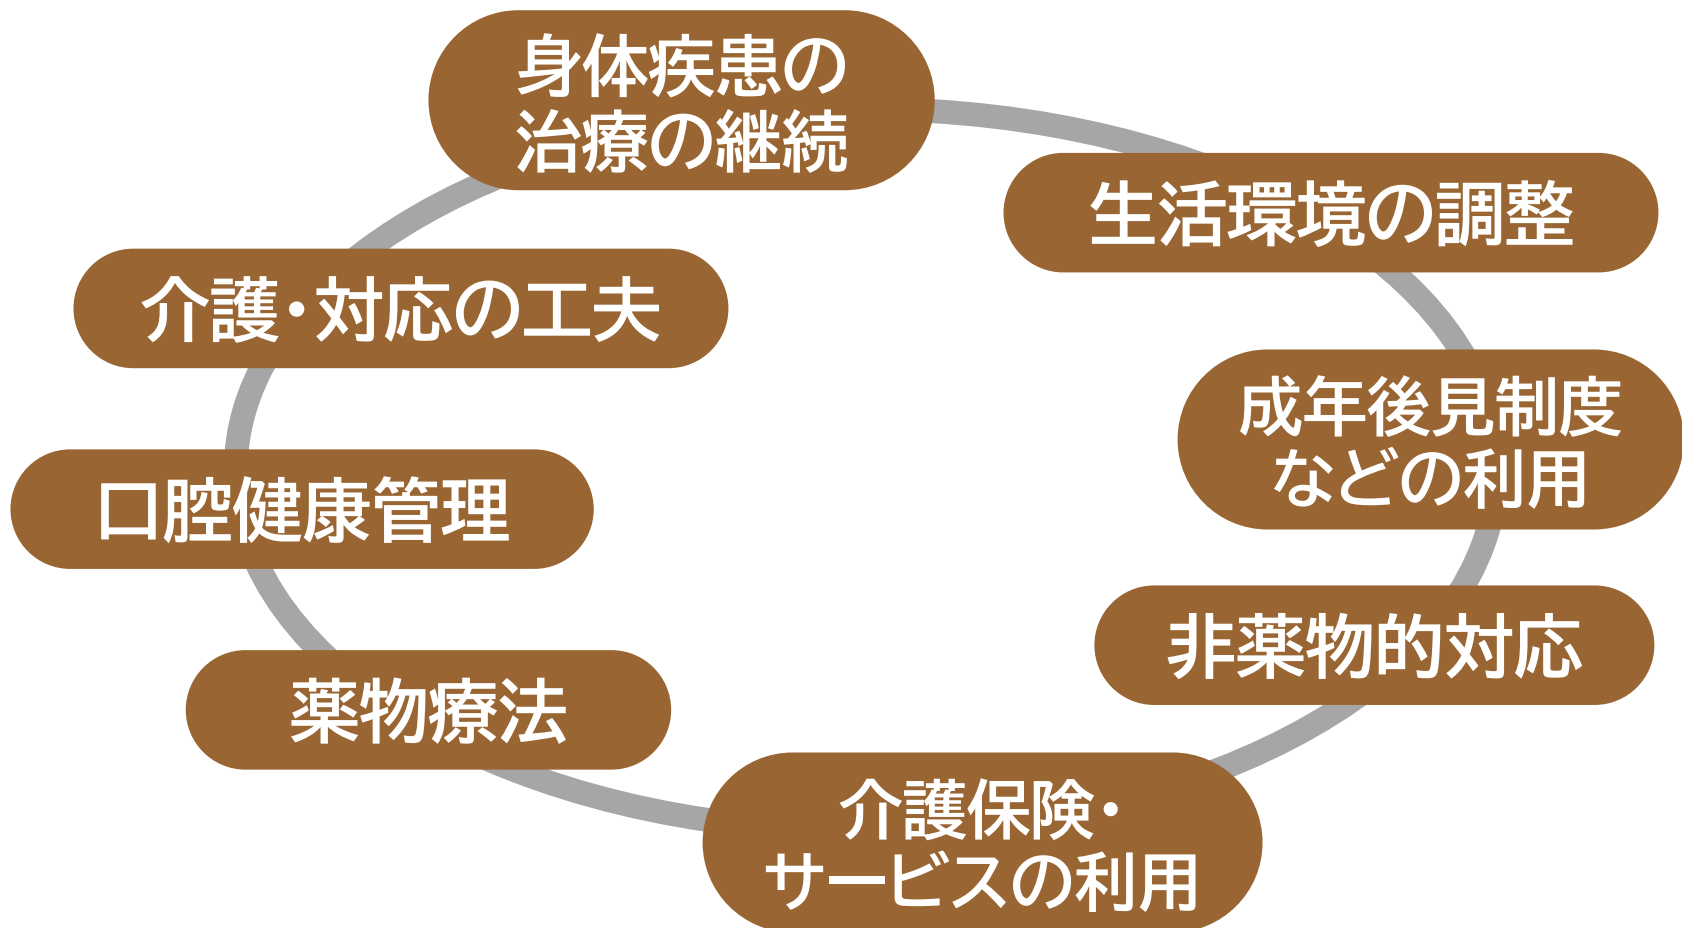 身体疾患の
治療の継続
生活環境の調整
介護・対応の工夫
成年後見制度
などの利用
口腔健康管理
非薬物的対応
薬物療法
介護保険・
サービスの利用